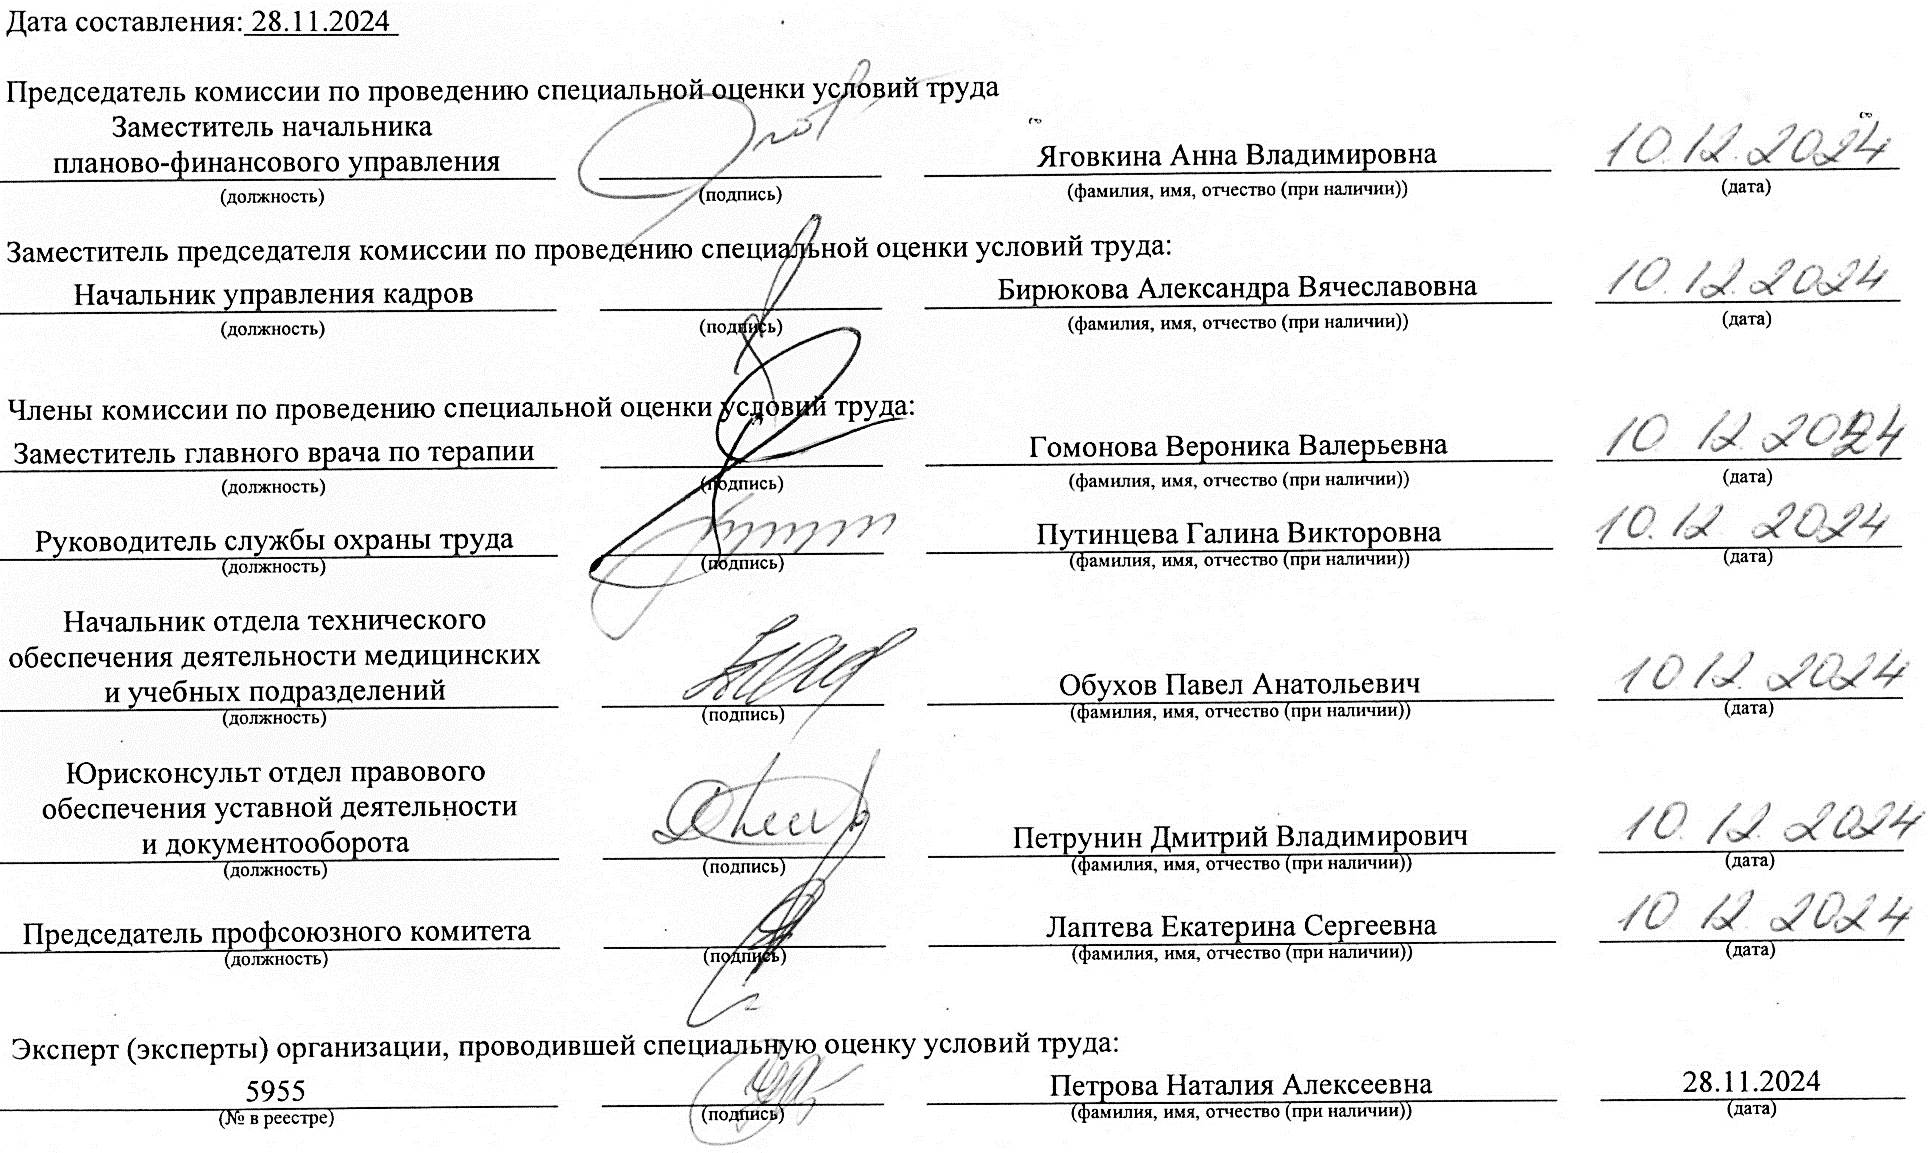 Дата составления: 28.11.2024
Председатель комиссии по проведению специальной оценки условий труда
Заместитель начальника
планово-финансового управления Яговкина Анна Владимировна 10.12.2024
(должность) (подпись) (фамилия, имя, отчество (при наличии)) (дата)
Заместитель председателя комиссии по проведению специальной оценки условий труда:
Начальник управления кадров Бирюкова Александра Вячеславовна 10.12.2024
(должность) (подпись) (фамилия, имя, отчество (при наличии)) (дата)
Члены комиссии по проведению специальной оценки условий труда:
Заместитель главного врача по терапии Гомонова Вероника Валерьевна 10 12.2024
(должность) (подпись) (фамилия, имя, отчество (при наличии)) (дата)
Руководитель службы охраны труда Путинцева Галина Викторовна 10.12. 2024
(должность) (подпись) (фамилия, имя, отчество (при наличии)) (дата)
Начальник отдела технического
обеспечения деятельности медицинских
и учебных подразделений Обухов Павел Анатольевич 10 12. 2024
(должность) (подпись) (фамилия, имя, отчество (при наличии)) (дата)
Юрисконсульт отдел правового
обеспечения уставной деятельности
и документооборота Петрунин Дмитрий Владимирович 10. 12. 2024
(должность) (подпись) (фамилия, имя, отчество (при наличии)) (дата)
Председатель профсоюзного комитета Лаптева Екатерина Сергеевна 10 12. 2024
(должность) (подпись) (фамилия, имя, отчество (при наличии)) (дата)
Эксперт (эксперты) организации, проводившей специальную оценку условий труда:
5955 Петрова Наталия Алексеевна 28.11.2024
(№ в реестре) (подпись) (фамилия, имя, отчество (при наличии)) (дата)